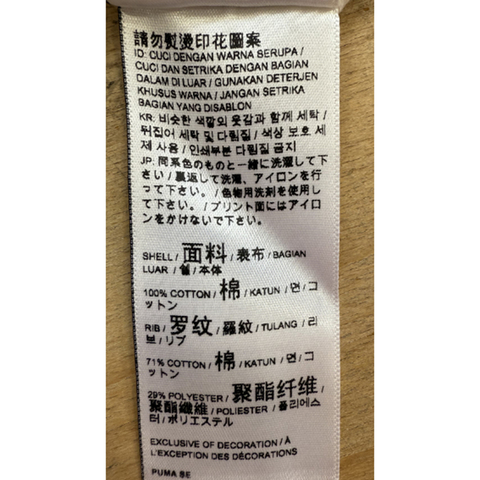 請勿熨燙印花圖案
ID: CUCI DENGAN WARNA SERUPA /
CUCI DAN SETRIKA DENGAN BAGIAN
DALAM DI LUAR / GUNAKAN DETERJEN
KHUSUS WARNA / JANGAN SETRIKA
BAGIAN YANG DISABLON
KR: 비슷한 색깔의 옷감과 함께 세탁 /
뒤집어 세탁 및 다림질 / 색상 보호 세
제 사용 / 인쇄부분 다림질 금지
JP: 同系色のものと一緒に洗濯して下
さい / 裏返して洗濯、アイロンを行
って下さい。 / 色物用洗剤を使用し
て下さい。 / プリント面にはアイロ
ンをかけないで下さい。
SHELL / 面料 / 表布 / BAGIAN
LUAR / 쉘 / 本体
100% COTTON / 棉 / KATUN / 면 / コ
ットン
RIB / 罗纹 / 羅紋 / TULANG / 리
브 / リブ
71% COTTON / 棉 / KATUN / 면 / コ
ットン
29% POLYESTER / 聚酯纤维 /
聚酯纖維 / POLIESTER / 폴리에스
터 / ポリエステル
EXCLUSIVE OF DECORATION / À
L'EXCEPTION DES DÉCORATIONS
PUMA SE